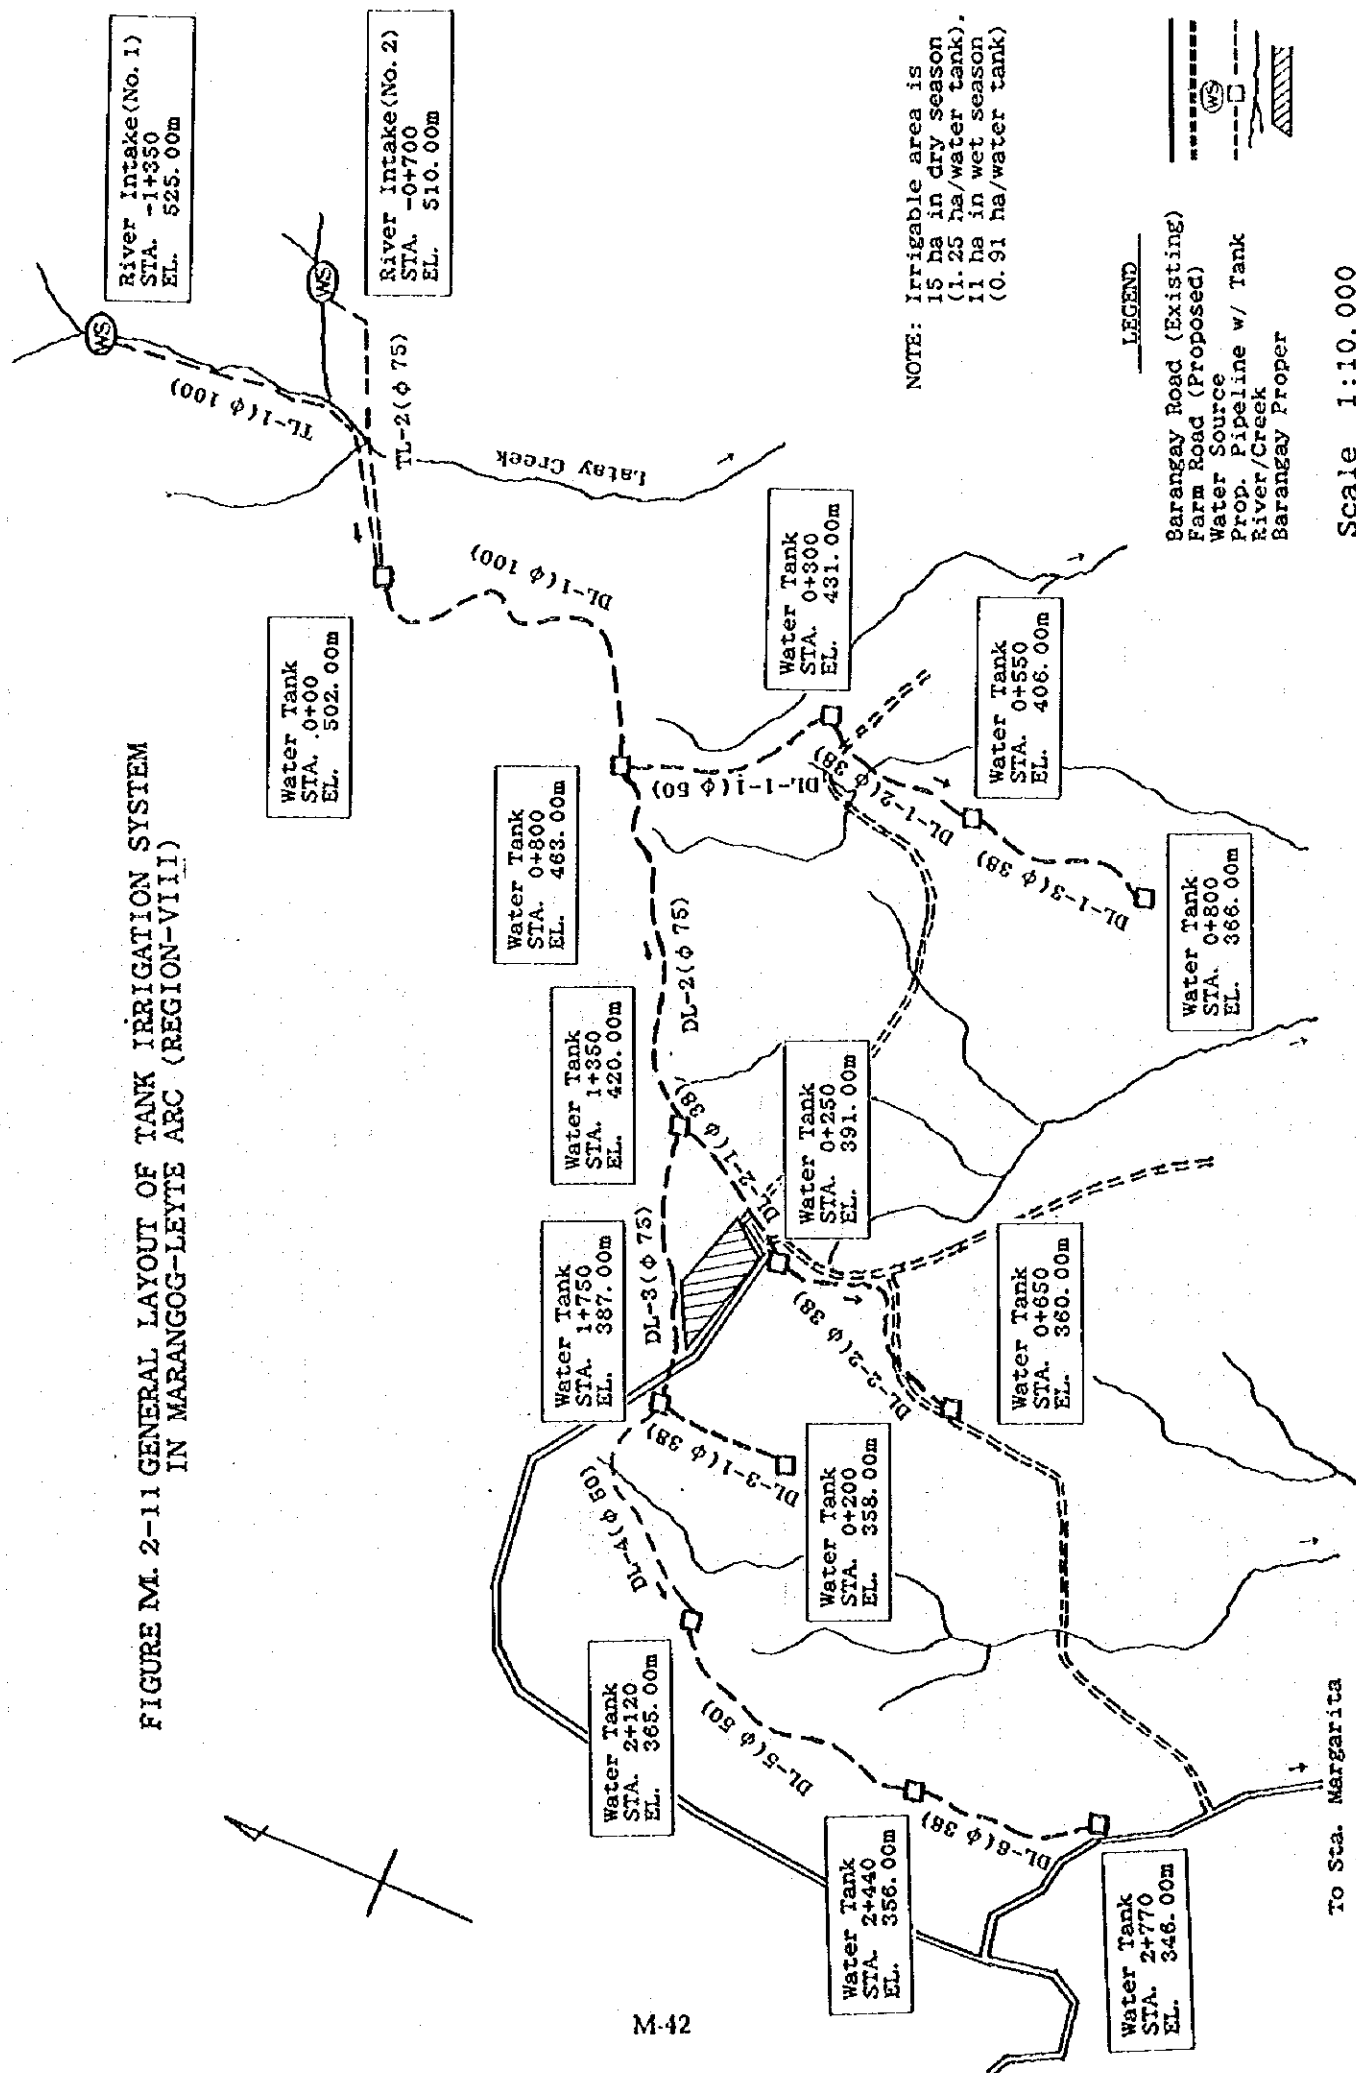 FIGURE M. 2-11 GENERAL LAYOUT OF TANK IRRIGATION SYSTEM
IN MARANGOG-LEYTE ARC (REGION-VIII)
River Intake(No. 1)
STA. -1+350
EL. 525.00m
WS
TL-1(φ 100)
River Intake(No. 2)
STA. -0+700
EL. 510.00m
WS
TL-2(φ 75)
Latay Creek
Water Tank
STA. 0+00
EL. 502.00m
DL-1(φ 100)
Water Tank
STA. 0+800
EL. 463.00m
DL-1-1(φ 50)
Water Tank
STA. 0+300
EL. 431.00m
DL-1-2(φ 38)
Water Tank
STA. 0+550
EL. 406.00m
DL-1-3(φ 38)
Water Tank
STA. 0+800
EL. 366.00m
DL-2(φ 75)
Water Tank
STA. 1+350
EL. 420.00m
DL-2-1(φ 38)
Water Tank
STA. 0+250
EL. 391.00m
DL-2-2(φ 38)
Water Tank
STA. 0+650
EL. 360.00m
DL-3(φ 75)
Water Tank
STA. 1+750
EL. 387.00m
DL-3-1(φ 38)
Water Tank
STA. 0+200
EL. 358.00m
DL-4(φ 50)
Water Tank
STA. 2+120
EL. 365.00m
DL-5(φ 50)
Water Tank
STA. 2+440
EL. 356.00m
DL-6(φ 38)
Water Tank
STA. 2+770
EL. 346.00m
To Sta. Margarita
NOTE: Irrigable area is
15 ha in dry season
(1.25 ha/water tank).
11 ha in wet season
(0.91 ha/water tank)
LEGEND
Barangay Road (Existing)
Farm Road (Proposed)
Water Source
WS
Prop. Pipeline w/ Tank
River/Creek
Barangay Proper
Scale 1:10.000
M-42